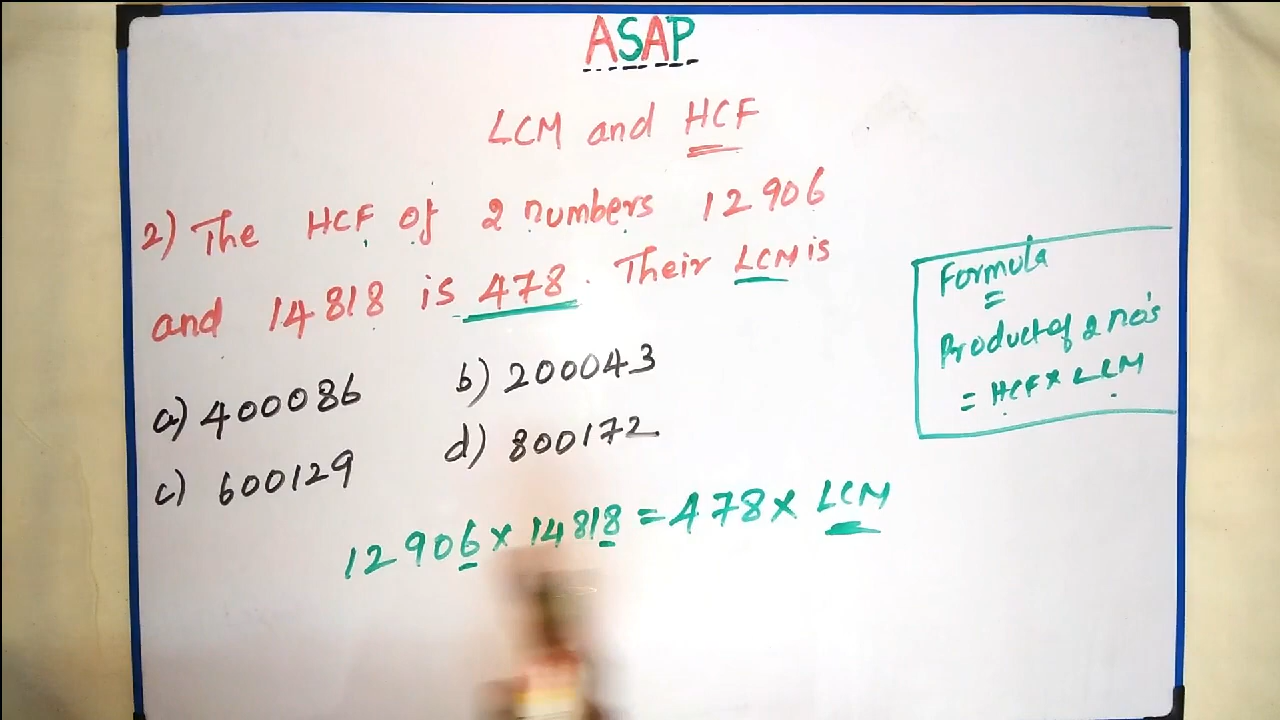 ASAP
LCM and HCF
2) The HCF of 2 numbers 12906
and 14818 is 478. Their LCM is
a) 400086 b) 200043
c) 600129 d) 800172
12906 x 14818 = 478 x LCM
Formula
=
Product of 2 no's
= HCF x LCM